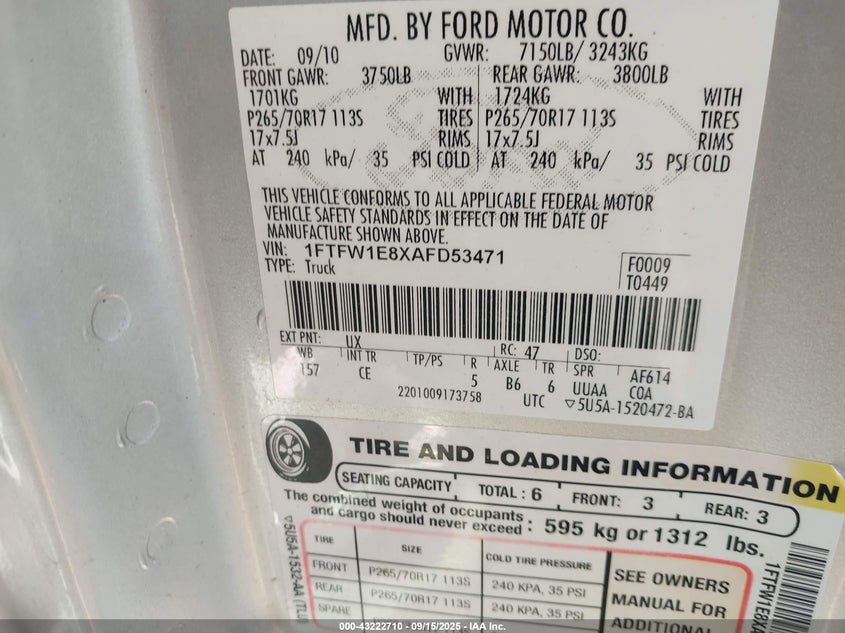 MFD. BY FORD MOTOR CO.
DATE: 09/10 GVWR: 7150LB/ 3243KG
FRONT GAWR: 3750LB REAR GAWR: 3800LB
1701KG WITH 1724KG WITH
P265/70R17 113S TIRES P265/70R17 113S TIRES
17x7.5J RIMS 17x7.5J RIMS
AT 240 kPa/ 35 PSI COLD AT 240 kPa/ 35 PSI COLD
THIS VEHICLE CONFORMS TO ALL APPLICABLE FEDERAL MOTOR
VEHICLE SAFETY STANDARDS IN EFFECT ON THE DATE OF
MANUFACTURE SHOWN ABOVE.
VIN: 1FTFW1E8XAFD53471
TYPE: Truck
F0009
T0449
EXT PNT: UX RC: 47 DSO:
WB INT TR TP/PS R AXLE TR SPR AF614
157 CE 5 B6 6 UUAA COA
2201009173758 UTC ▽5U5A-1520472-BA
TIRE AND LOADING INFORMATION
SEATING CAPACITY TOTAL : 6 FRONT: 3 REAR: 3
The combined weight of occupants
and cargo should never exceed : 595 kg or 1312 lbs.
TIRE SIZE COLD TIRE PRESSURE
FRONT P265/70R17 113S 240 KPA, 35 PSI
REAR P265/70R17 113S 240 KPA, 35 PSI
SPARE
SEE OWNERS
MANUAL FOR
ADDITIONAL
▽5U5A-1532-AA (TLU)
1FTFW1E8X
000-43222710 - 09/15/2025 - Copyright IAA, LLC